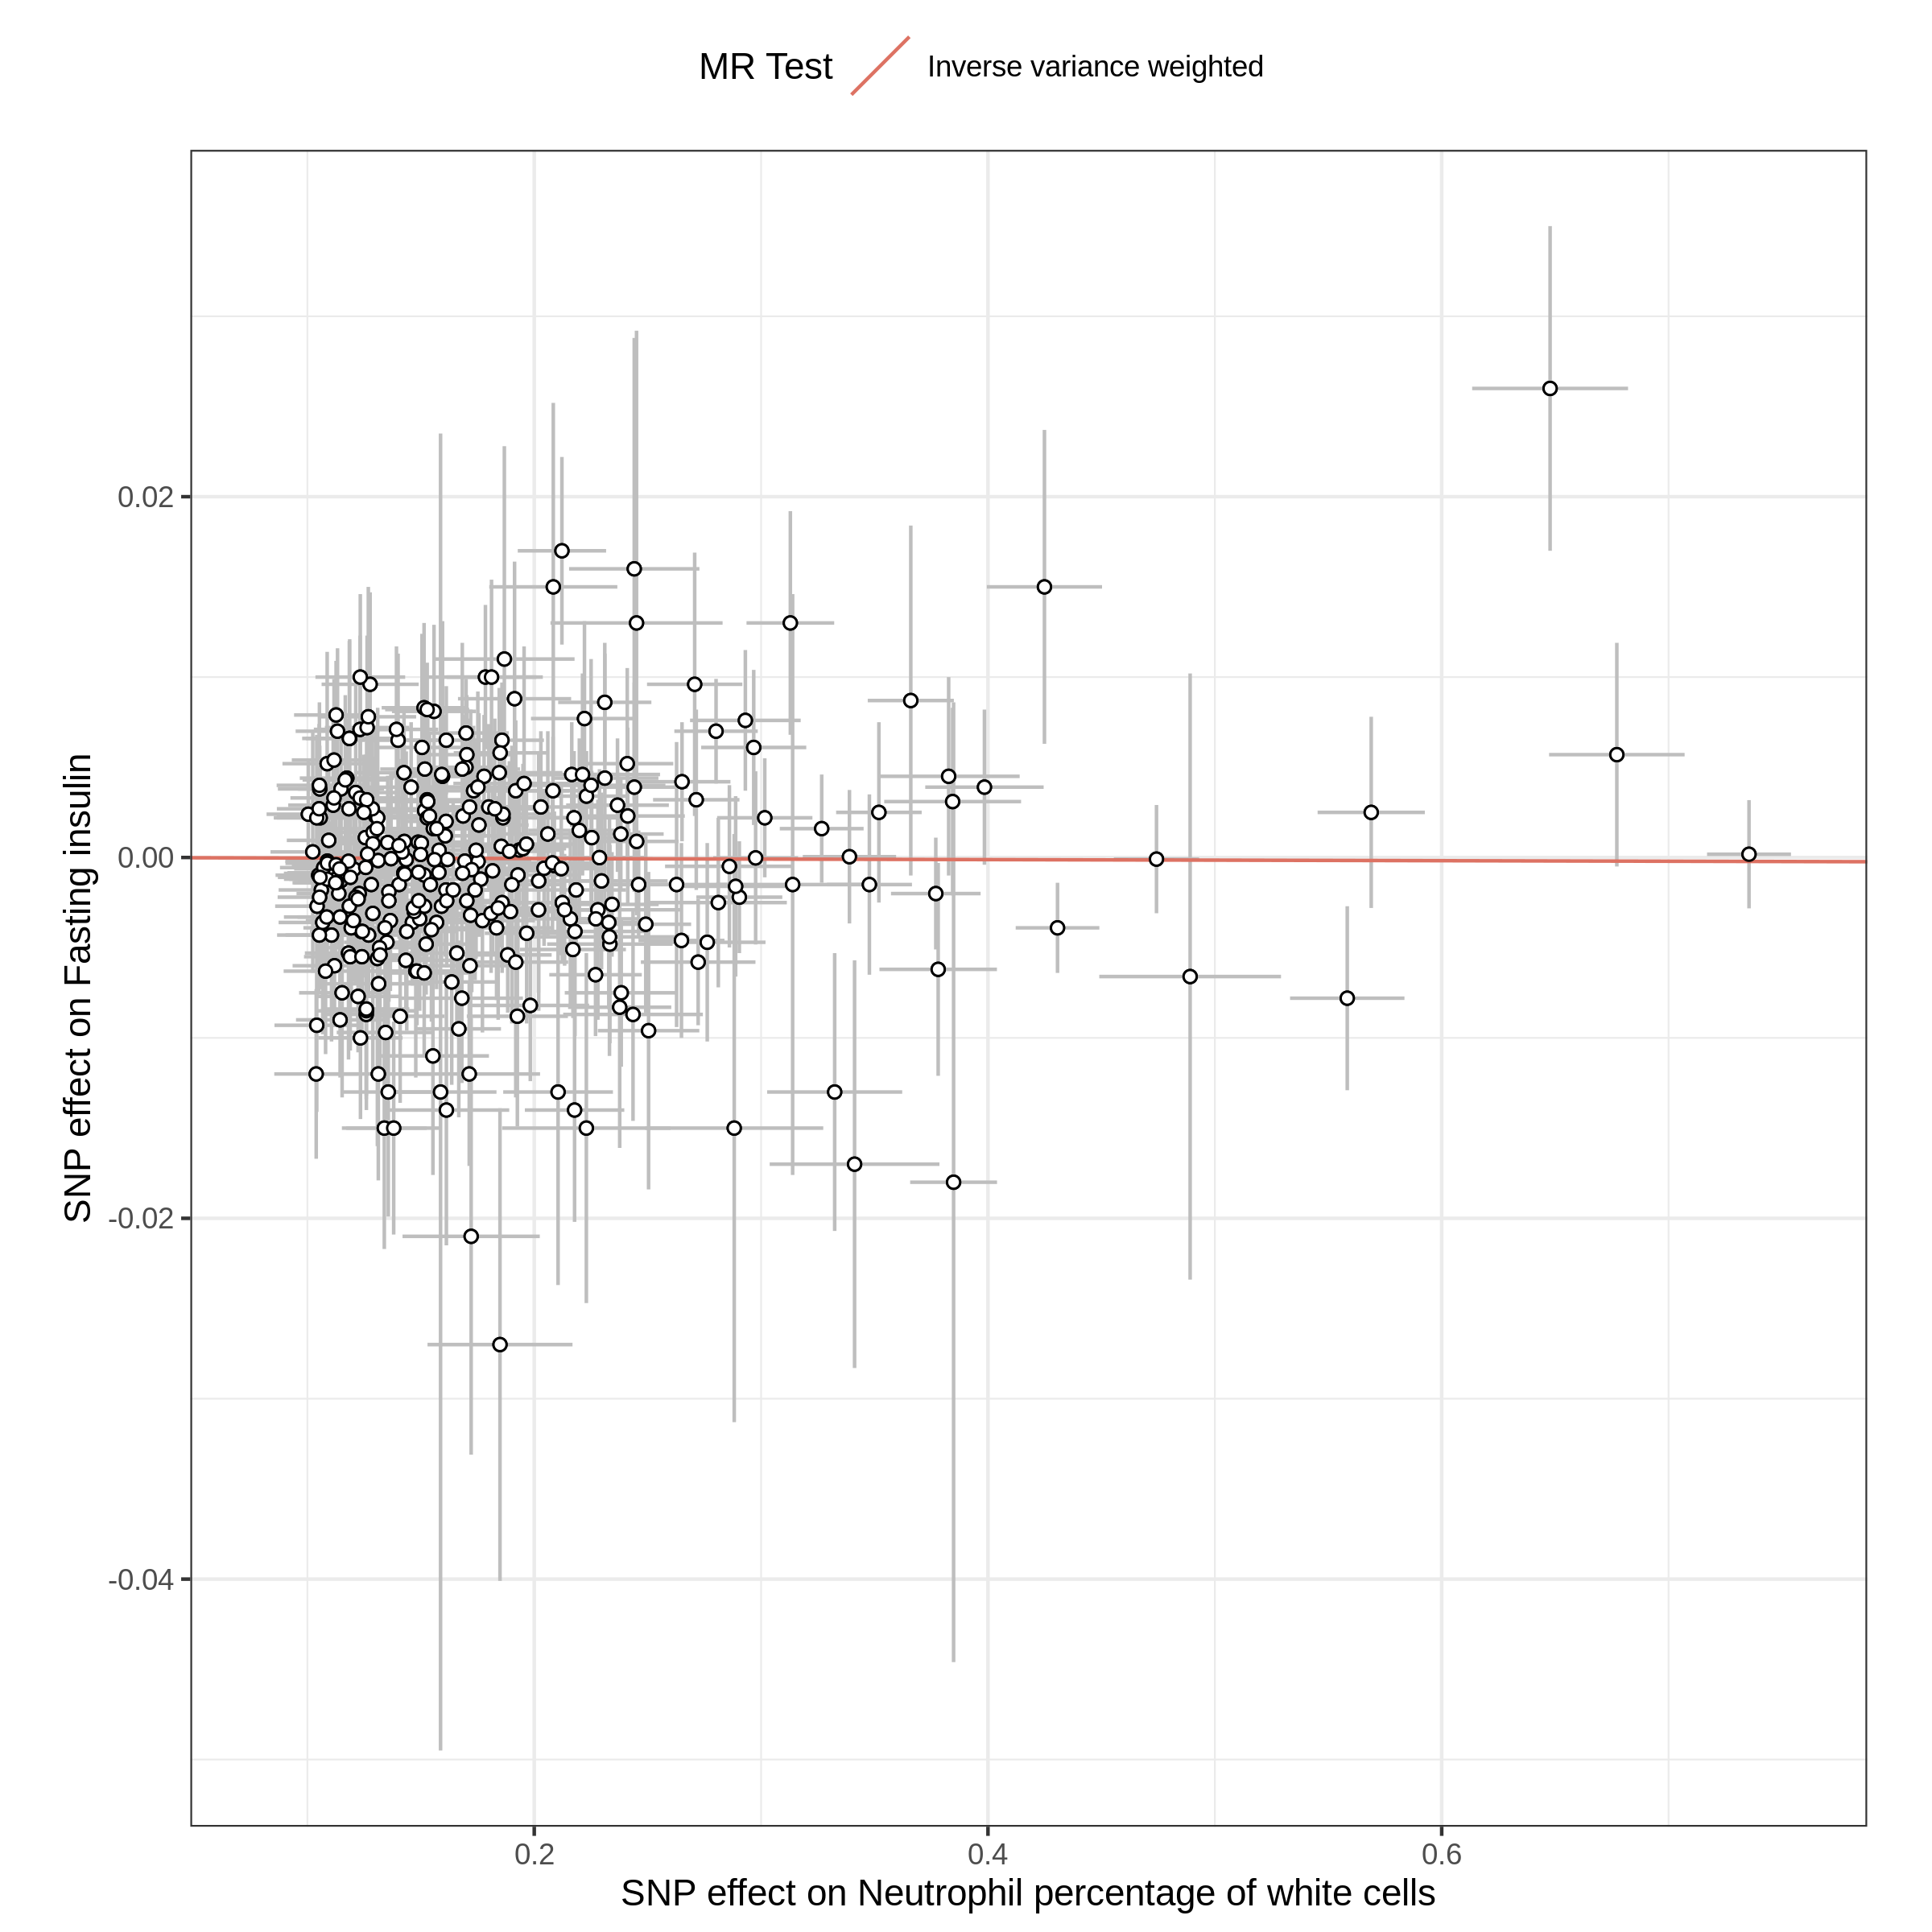 MR Test Inverse variance weighted
SNP effect on Fasting insulin
0.02
0.00
-0.02
-0.04
0.2 0.4 0.6
SNP effect on Neutrophil percentage of white cells